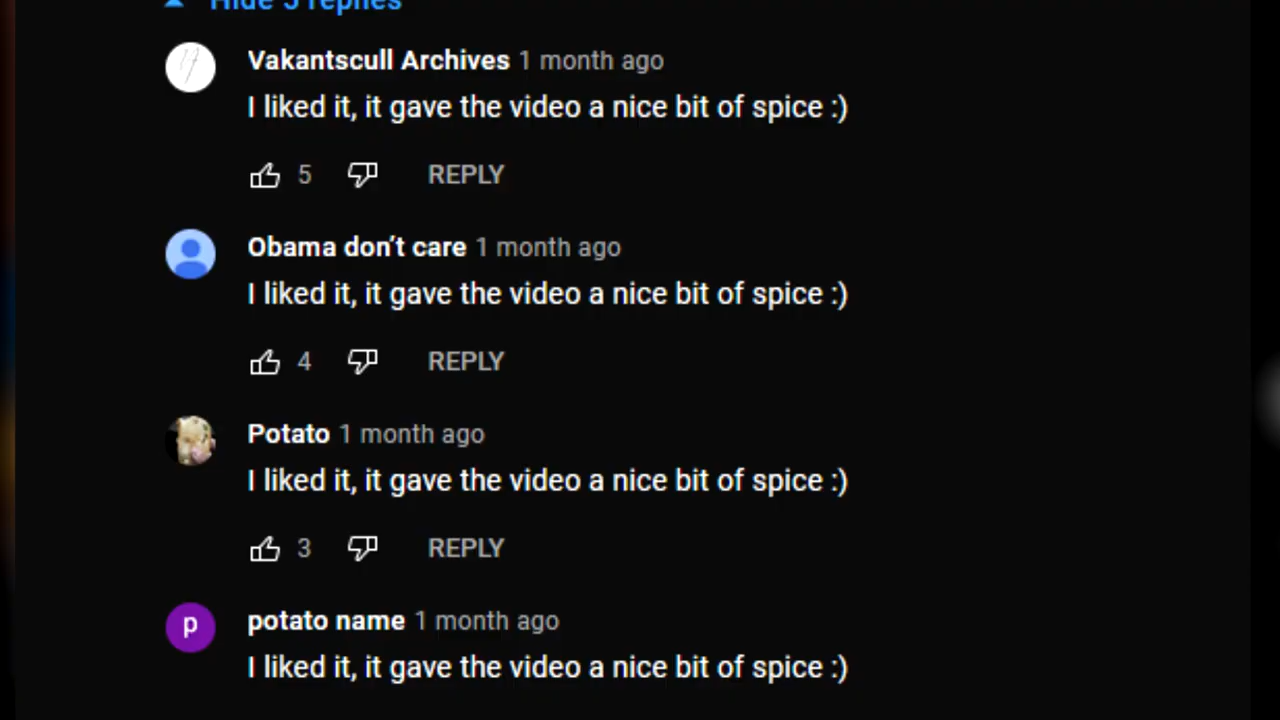 Hide 5 replies
Vakantscull Archives 1 month ago
I liked it, it gave the video a nice bit of spice :)
5 REPLY
Obama don't care 1 month ago
I liked it, it gave the video a nice bit of spice :)
4 REPLY
Potato 1 month ago
I liked it, it gave the video a nice bit of spice :)
3 REPLY
p
potato name 1 month ago
I liked it, it gave the video a nice bit of spice :)